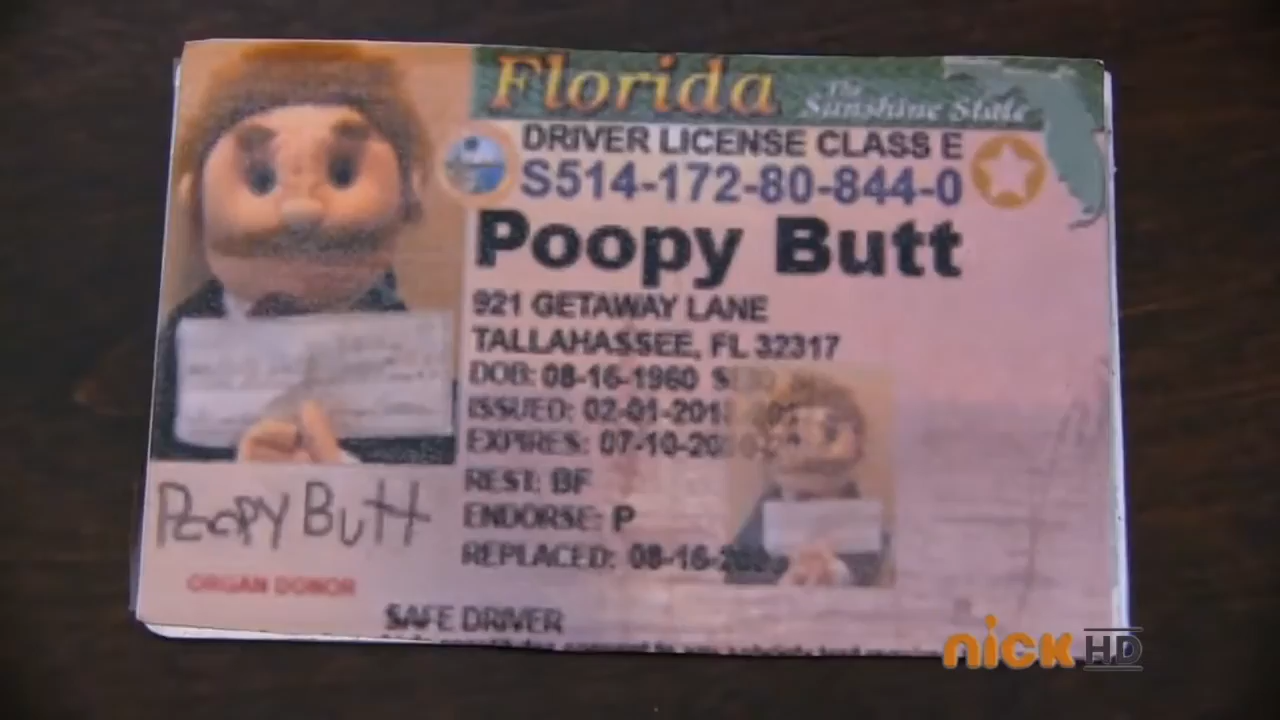 Florida The Sunshine State
DRIVER LICENSE CLASS E
S514-172-80-844-0
Poopy Butt
921 GETAWAY LANE
TALLAHASSEE, FL 32317
DOB: 08-16-1960
ISSUED: 02-01-201
EXPIRES: 07-10-20
REST: BF
ENDORSE: P
REPLACED: 08-16-20
Poopy Butt
ORGAN DONOR
SAFE DRIVER
nick HD